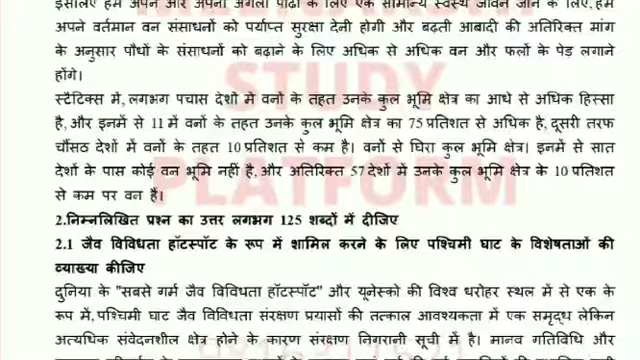 इसलिए हमें अपने और अपनी अगली पीढ़ी के लिए एक सामान्य स्वस्थ जीवन जीने के लिए, हमें
अपने वर्तमान वन संसाधनों को पर्याप्त सुरक्षा देनी होगी और बढ़ती आबादी की अतिरिक्त मांग
के अनुसार पौधों के संसाधनों को बढ़ाने के लिए अधिक से अधिक वन और फलों के पेड़ लगाने
होंगे।
STUDY
स्टैटिक्स में, लगभग पचास देशों में वनों के तहत उनके कुल भूमि क्षेत्र का आधे से अधिक हिस्सा
है, और इनमें से 11 में वनों के तहत उनके कुल भूमि क्षेत्र का 75 प्रतिशत से अधिक है, दूसरी तरफ
चौंसठ देशों में वनों के तहत 10 प्रतिशत से कम है। वनों से घिरा कुल भूमि क्षेत्र। इनमें से सात
देशों के पास कोई वन भूमि नहीं है, और अतिरिक्त 57 देशों में उनके कुल भूमि क्षेत्र के 10 प्रतिशत
से कम पर वन हैं।
PLATFORM
2.निम्नलिखित प्रश्न का उत्तर लगभग 125 शब्दों में दीजिए
2.1 जैव विविधता हॉटस्पॉट के रूप में शामिल करने के लिए पश्चिमी घाट के विशेषताओं की
व्याख्या कीजिए
दुनिया के "सबसे गर्म जैव विविधता हॉटस्पॉट" और यूनेस्को की विश्व धरोहर स्थल में से एक के
रूप में, पश्चिमी घाट जैव विविधता संरक्षण प्रयासों की तत्काल आवश्यकता में एक समृद्ध लेकिन
अत्यधिक संवेदनशील क्षेत्र होने के कारण संरक्षण निगरानी सूची में है। मानव गतिविधि और